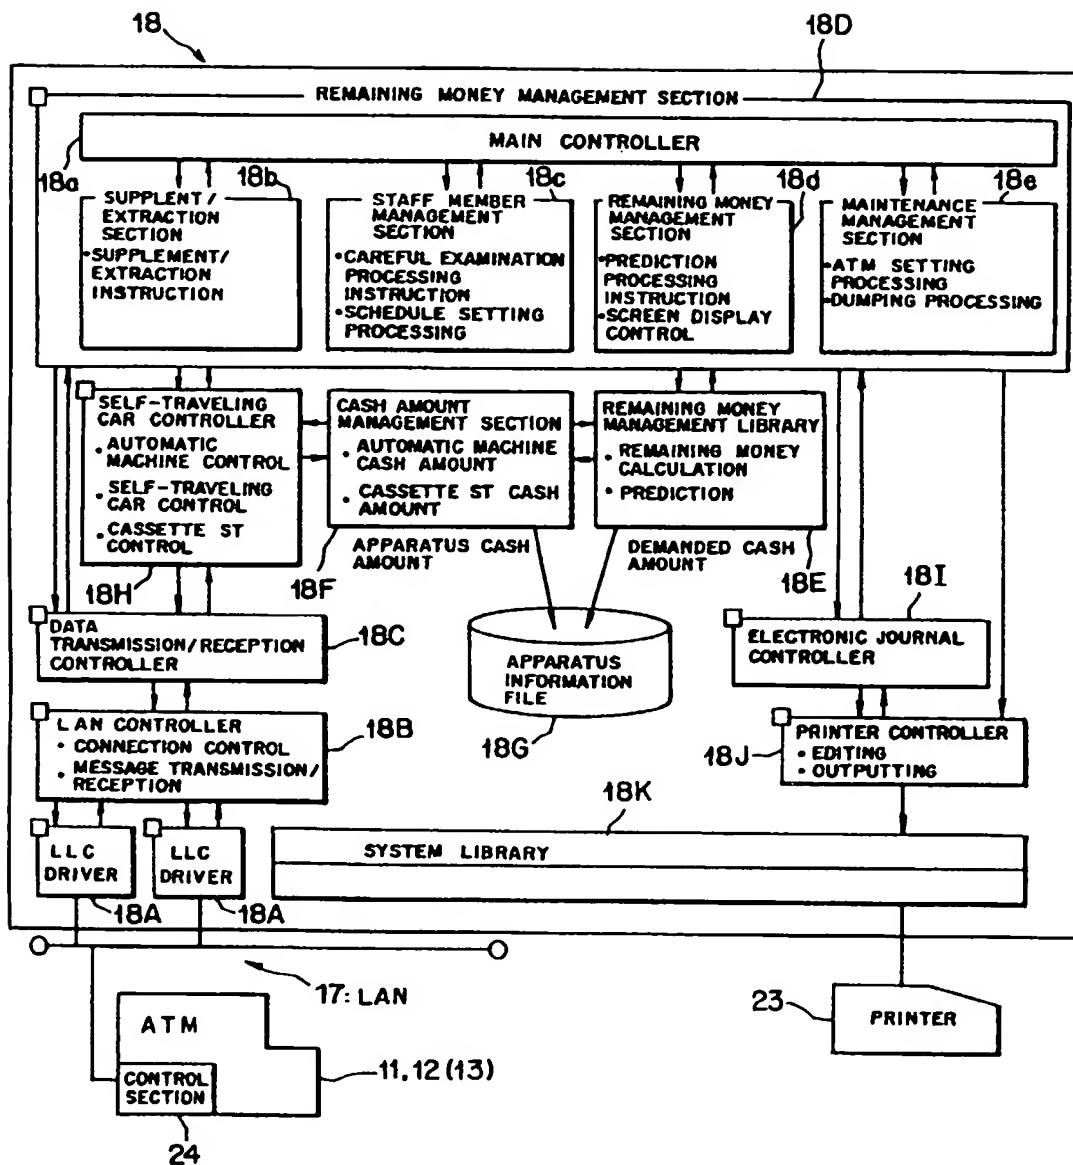 18
18D
REMAINING MONEY MANAGEMENT SECTION
MAIN CONTROLLER
18a
18b
SUPPLENT/
EXTRACTION
SECTION
•SUPPLEMENT/
EXTRACTION
INSTRUCTION
18c
STAFF MEMBER
MANAGEMENT
SECTION
•CAREFUL EXAMINATION
PROCESSING
INSTRUCTION
•SCHEDULE SETTING
PROCESSING
18d
REMAINING MONEY
MANAGEMENT
SECTION
•PREDICTION
PROCESSING
INSTRUCTION
•SCREEN DISPLAY
CONTROL
18e
MAINTENANCE
MANAGEMENT
SECTION
•ATM SETTING
PROCESSING
•DUMPING PROCESSING
SELF-TRAVELING
CAR CONTROLLER
• AUTOMATIC
MACHINE CONTROL
• SELF-TRAVELING
CAR CONTROL
• CASSETTE ST
CONTROL
18H
CASH AMOUNT
MANAGEMENT SECTION
• AUTOMATIC MACHINE
CASH AMOUNT
• CASSETTE ST CASH
AMOUNT
18F
REMAINING MONEY
MANAGEMENT LIBRARY
• REMAINING MONEY
CALCULATION
• PREDICTION
18E
APPARATUS CASH
AMOUNT
DEMANDED CASH
AMOUNT
18I
DATA
TRANSMISSION/RECEPTION
CONTROLLER
18C
APPARATUS
INFORMATION
FILE
18G
ELECTRONIC JOURNAL
CONTROLLER
LAN CONTROLLER
• CONNECTION CONTROL
• MESSAGE TRANSMISSION/
RECEPTION
18B
PRINTER CONTROLLER
• EDITING
• OUTPUTTING
18J
18K
SYSTEM LIBRARY
LLC
DRIVER
18A
LLC
DRIVER
18A
17: LAN
ATM
CONTROL
SECTION
11, 12 (13)
24
23
PRINTER